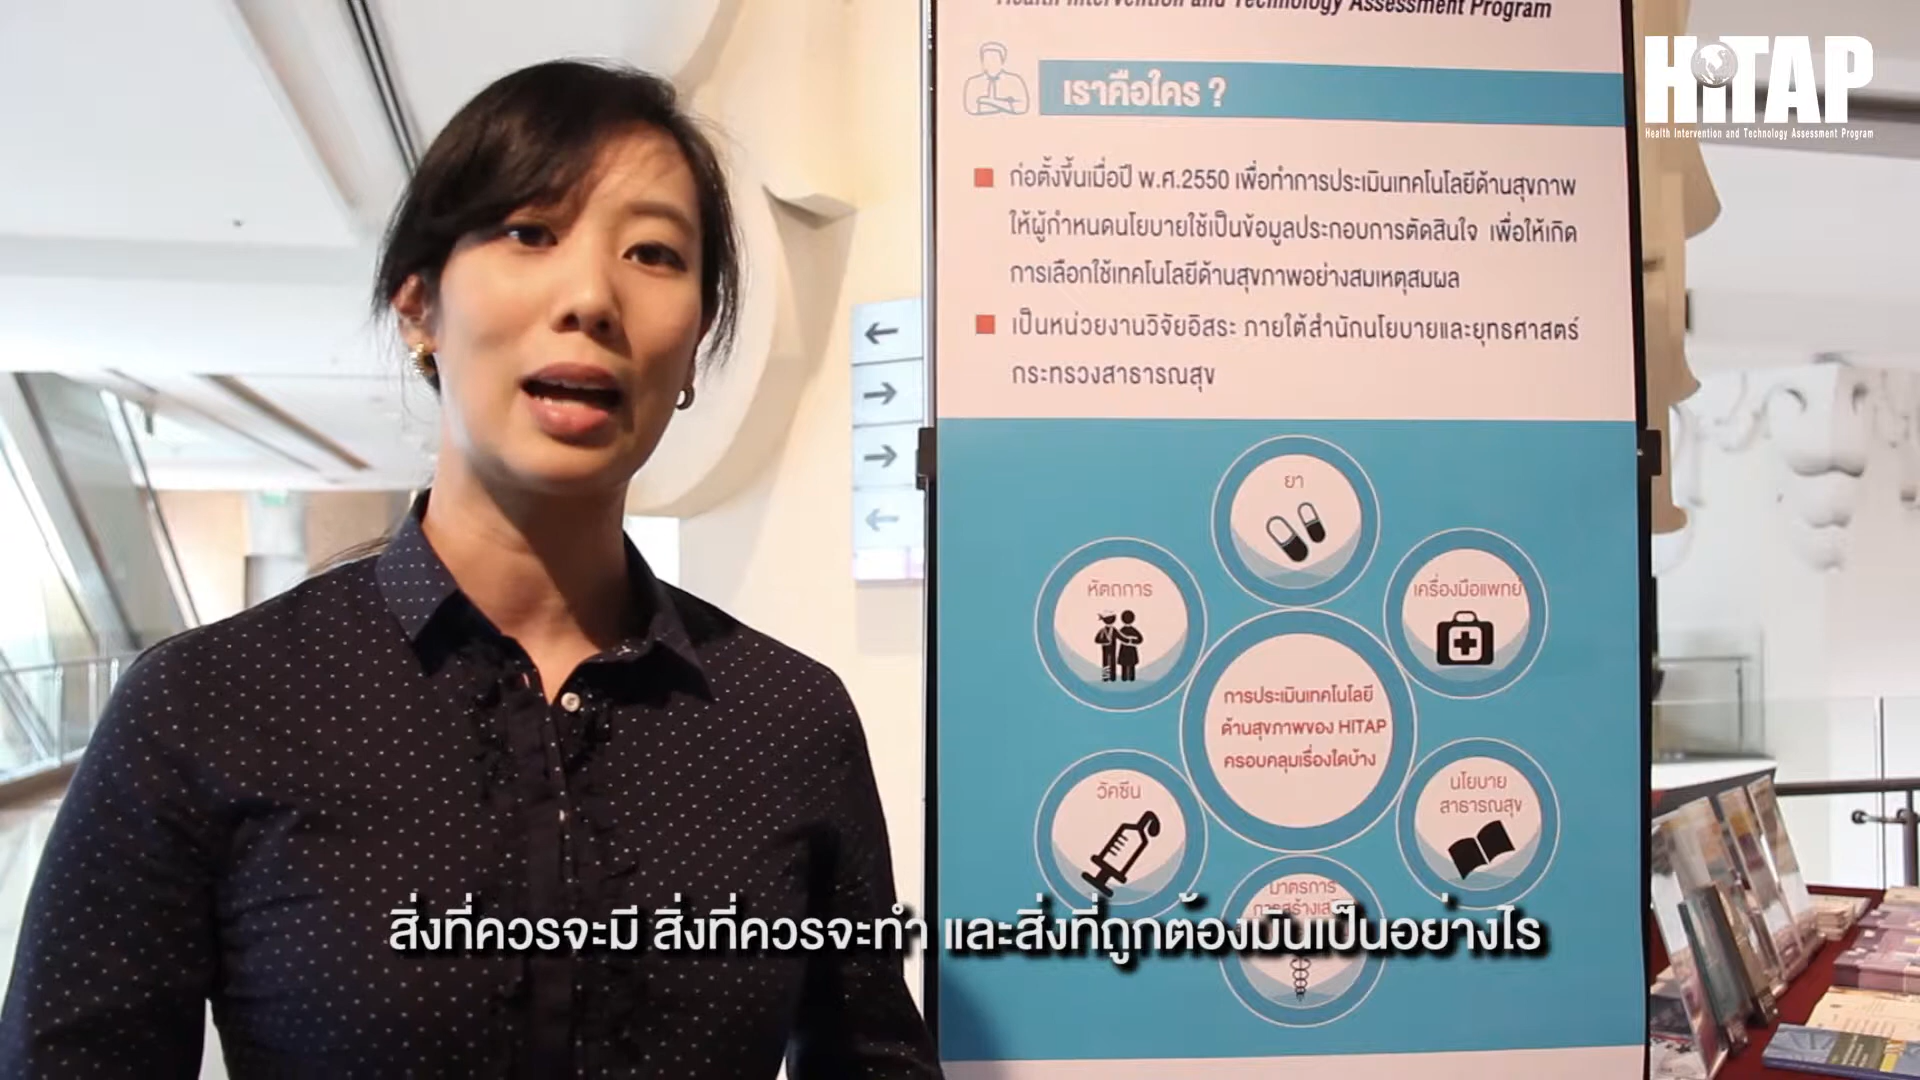 Health Intervention and Technology Assessment Program
HiTAP
Health Intervention and Technology Assessment Program
เราคือใคร ?
ก่อตั้งขึ้นเมื่อปี พ.ศ.2550 เพื่อทำการประเมินเทคโนโลยีด้านสุขภาพ
ให้ผู้กำหนดนโยบายใช้เป็นข้อมูลประกอบการตัดสินใจ เพื่อให้เกิด
การเลือกใช้เทคโนโลยีด้านสุขภาพอย่างสมเหตุสมผล
เป็นหน่วยงานวิจัยอิสระ ภายใต้สำนักนโยบายและยุทธศาสตร์
กระทรวงสาธารณสุข
ยา
หัตถการ
เครื่องมือแพทย์
การประเมินเทคโนโลยี
ด้านสุขภาพของ HITAP
ครอบคลุมเรื่องใดบ้าง
วัคซีน
นโยบาย
สาธารณสุข
มาตรการ
สิ่งที่ควรจะมี สิ่งที่ควรจะทำ และสิ่งที่ถูกต้องมันเป็นอย่างไร